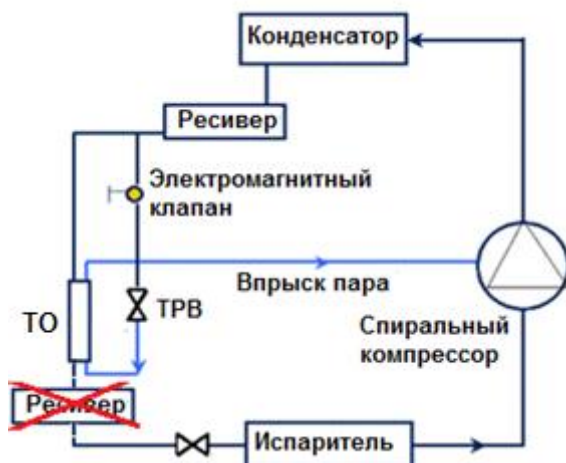 Конденсатор
Ресивер
Электромагнитный
клапан
Впрыск пара
ТО
ТРВ
Спиральный
компрессор
Ресивер
Испаритель